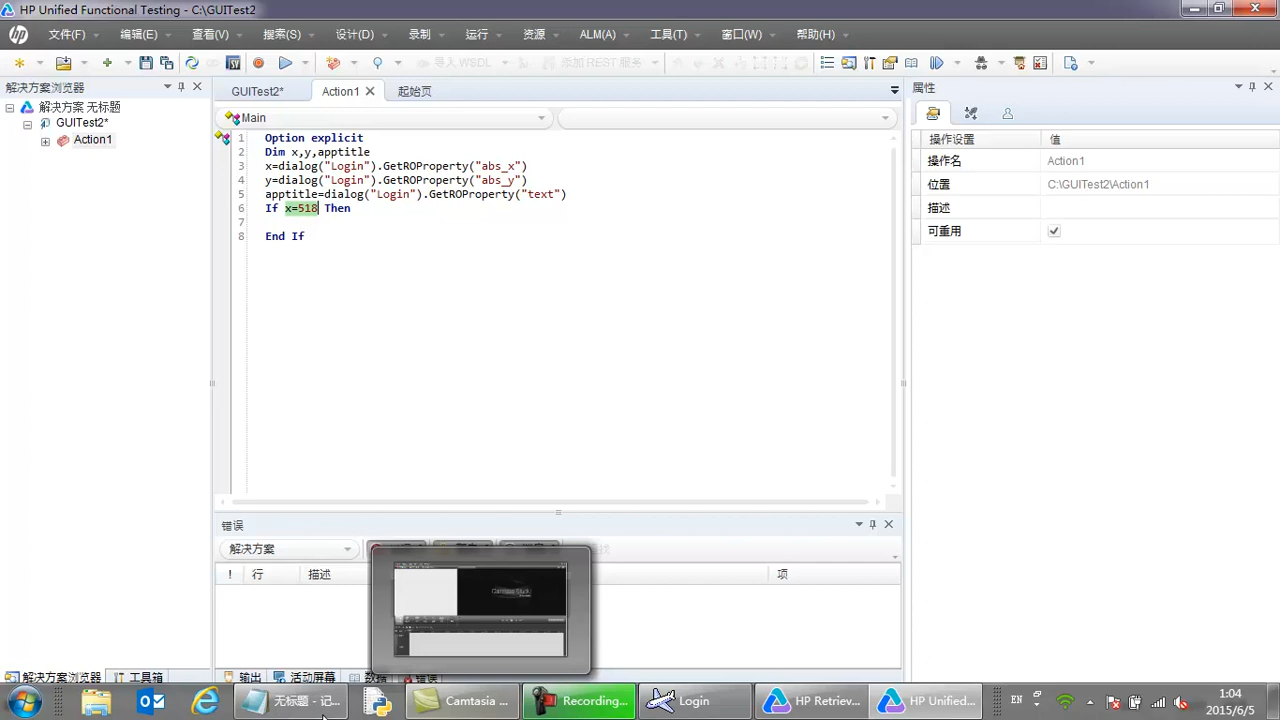 HP Unified Functional Testing - C:\GUITest2
文件(F) 编辑(E) 查看(V) 搜索(S) 设计(D) 录制 运行 资源 ALM(A) 工具(T) 窗口(W) 帮助(H)
导入 WSDL 添加 REST 服务
解决方案浏览器
解决方案 无标题
GUITest2*
Action1
GUITest2* Action1 起始页
Main
1 Option explicit
2 Dim x,y,apptitle
3 x=dialog("Login").GetROProperty("abs_x")
4 y=dialog("Login").GetROProperty("abs_y")
5 apptitle=dialog("Login").GetROProperty("text")
6 If x=518 Then
7
8 End If
属性
操作设置 值
操作名 Action1
位置 C:\GUITest2\Action1
描述
可重用
错误
解决方案
! 行 描述 项
解决方案浏览器 工具箱 输出 活动屏幕 数据 错误
无标题 - 记... Camtasia ... Recording... Login HP Retriev... HP Unified... EN 1:04
2015/6/5